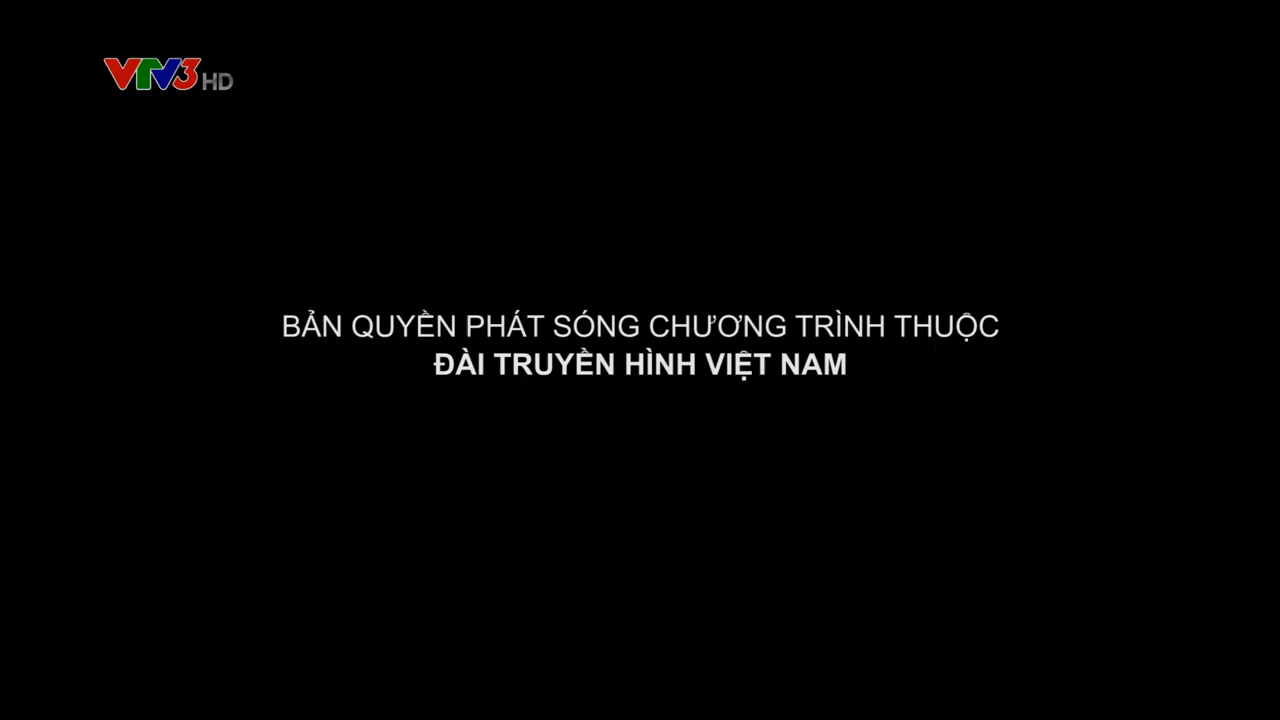 VTV3 HD
BẢN QUYỀN PHÁT SÓNG CHƯƠNG TRÌNH THUỘC
ĐÀI TRUYỀN HÌNH VIỆT NAM